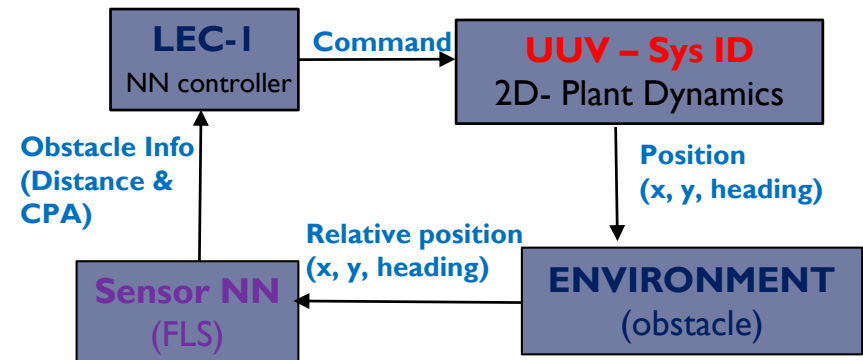 LEC-1
NN controller
Command
UUV – Sys ID
2D- Plant Dynamics
Obstacle Info
(Distance &
CPA)
Position
(x, y, heading)
Relative position
(x, y, heading)
Sensor NN
(FLS)
ENVIRONMENT
(obstacle)